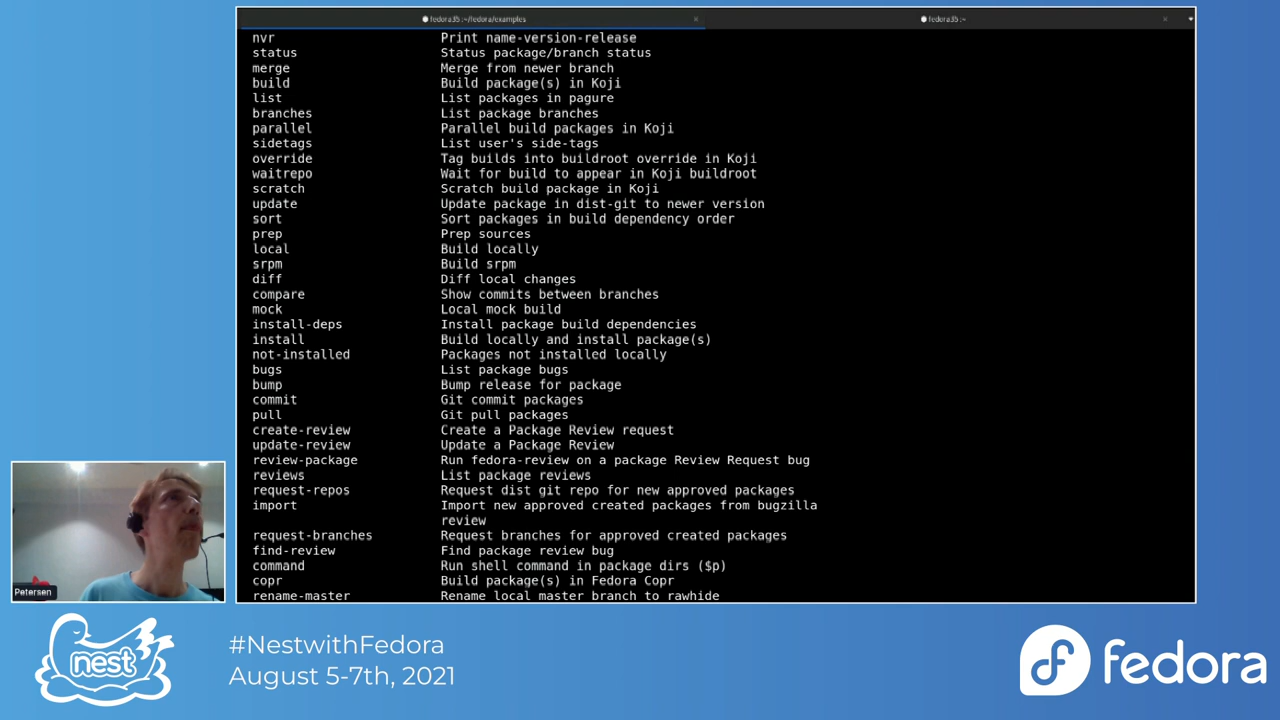 fedora35:~/fedora/examples × fedora35:~ ×
nvr Print name-version-release
status Status package/branch status
merge Merge from newer branch
build Build package(s) in Koji
list List packages in pagure
branches List package branches
parallel Parallel build packages in Koji
sidetags List user's side-tags
override Tag builds into buildroot override in Koji
waitrepo Wait for build to appear in Koji buildroot
scratch Scratch build package in Koji
update Update package in dist-git to newer version
sort Sort packages in build dependency order
prep Prep sources
local Build locally
srpm Build srpm
diff Diff local changes
compare Show commits between branches
mock Local mock build
install-deps Install package build dependencies
install Build locally and install package(s)
not-installed Packages not installed locally
bugs List package bugs
bump Bump release for package
commit Git commit packages
pull Git pull packages
create-review Create a Package Review request
update-review Update a Package Review
review-package Run fedora-review on a package Review Request bug
reviews List package reviews
request-repos Request dist git repo for new approved packages
import Import new approved created packages from bugzilla
review
request-branches Request branches for approved created packages
find-review Find package review bug
command Run shell command in package dirs ($p)
copr Build package(s) in Fedora Copr
rename-master Rename local master branch to rawhide
Petersen
nest
#NestwithFedora
August 5-7th, 2021
fedora